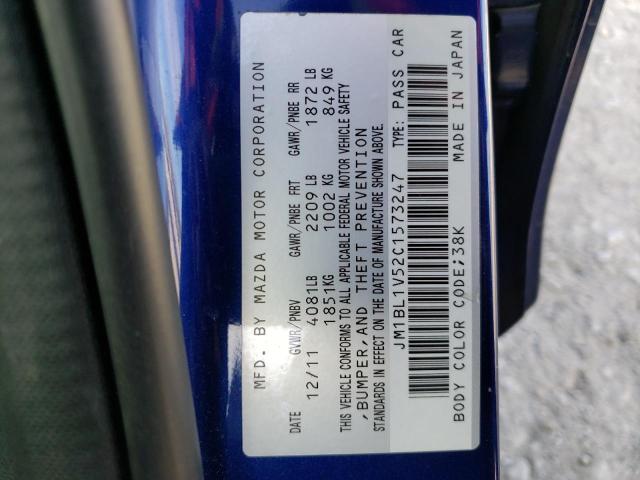 MFD. BY MAZDA MOTOR CORPORATION
DATE GVWR/PNBV GAWR/PNBE FRT GAWR/PNBE RR
12/11 4081LB 2209 LB 1872 LB
1851KG 1002 KG 849 KG
THIS VEHICLE CONFORMS TO ALL APPLICABLE FEDERAL MOTOR VEHICLE SAFETY
,BUMPER,AND THEFT PREVENTION
STANDARDS IN EFFECT ON THE DATE OF MANUFACTURE SHOWN ABOVE
JM1BL1V52C1573247 TYPE: PASS CAR
BODY COLOR CODE;38K MADE IN JAPAN